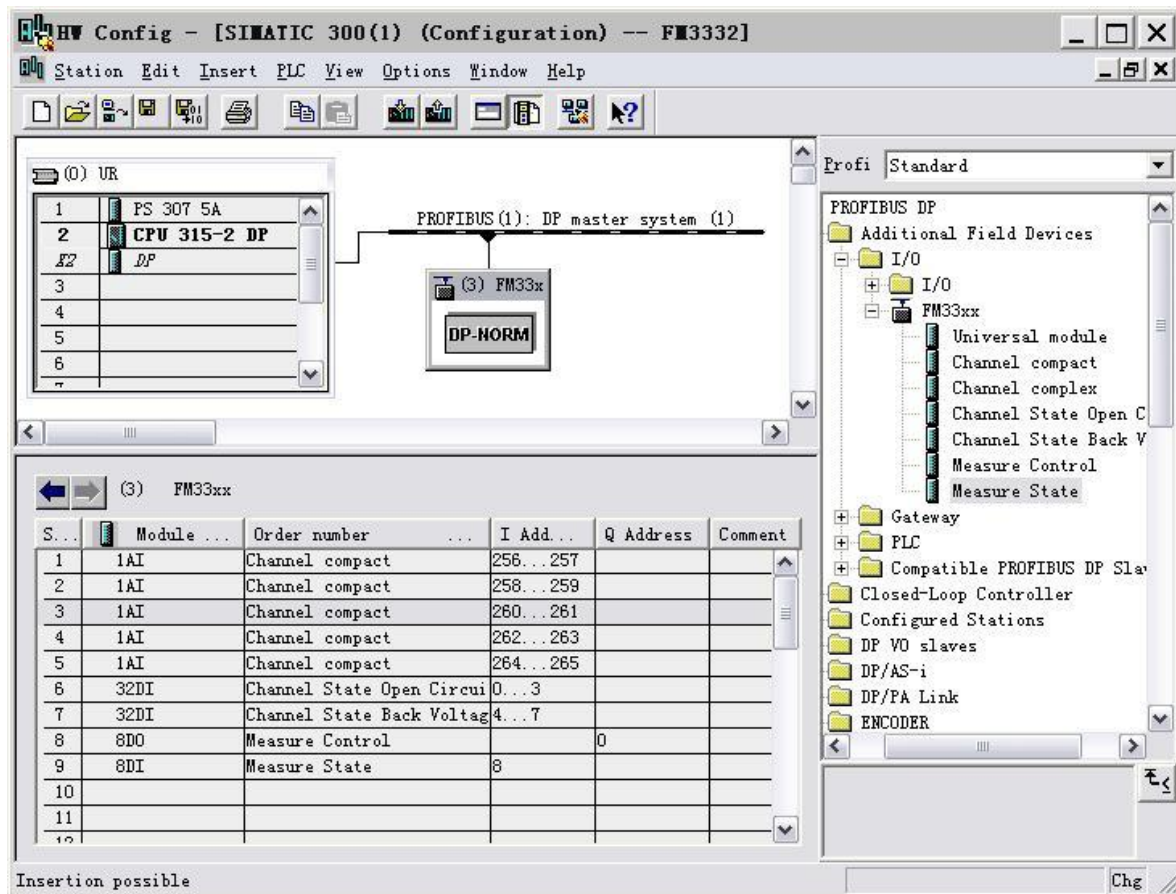 HW Config - [SIMATIC 300(1) (Configuration) -- FM3332]
Station Edit Insert PLC View Options Window Help
(0) UR
1 PS 307 5A
2 CPU 315-2 DP
X2 DP
3
4
5
6
7
PROFIBUS(1): DP master system (1)
(3) FM33x
DP-NORM
Profi Standard
PROFIBUS DP
Additional Field Devices
I/O
I/O
FM33xx
Universal module
Channel compact
Channel complex
Channel State Open C
Channel State Back V
Measure Control
Measure State
Gateway
PLC
Compatible PROFIBUS DP Sla
Closed-Loop Controller
Configured Stations
DP V0 slaves
DP/AS-i
DP/PA Link
ENCODER
(3) FM33xx
S... Module ... Order number ... I Add... Q Address Comment
1 1AI Channel compact 256...257
2 1AI Channel compact 258...259
3 1AI Channel compact 260...261
4 1AI Channel compact 262...263
5 1AI Channel compact 264...265
6 32DI Channel State Open Circui 0...3
7 32DI Channel State Back Voltag 4...7
8 8DO Measure Control 0
9 8DI Measure State 8
10
11
12
Insertion possible Chg